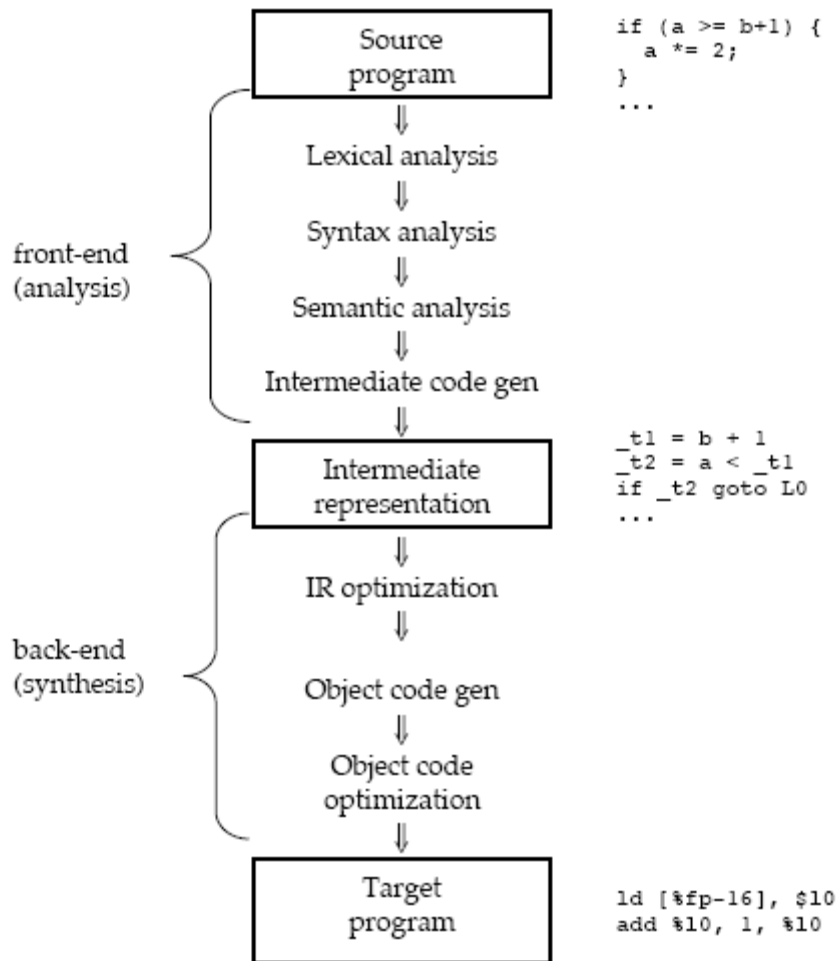 Source
program
if (a >= b+1) {
a *= 2;
}
...
Lexical analysis
Syntax analysis
front-end
(analysis)
Semantic analysis
Intermediate code gen
Intermediate
representation
_t1 = b + 1
_t2 = a < _t1
if _t2 goto L0
...
IR optimization
back-end
(synthesis)
Object code gen
Object code
optimization
Target
program
ld [%fp-16], $l0
add %l0, 1, %l0